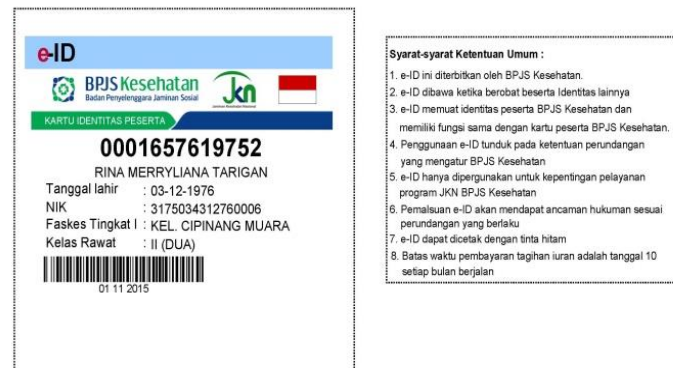 e-ID
BPJS Kesehatan
Badan Penyelenggara Jaminan Sosial
Jkn
KARTU IDENTITAS PESERTA
0001657619752
RINA MERRYLIANA TARIGAN
Tanggal lahir : 03-12-1976
NIK : 3175034312760006
Faskes Tingkat I : KEL. CIPINANG MUARA
Kelas Rawat : II (DUA)
01 11 2015
Syarat-syarat Ketentuan Umum :
1. e-ID ini diterbitkan oleh BPJS Kesehatan.
2. e-ID dibawa ketika berobat beserta Identitas lainnya
3. e-ID memuat identitas peserta BPJS Kesehatan dan
memiliki fungsi sama dengan kartu peserta BPJS Kesehatan.
4. Penggunaan e-ID tunduk pada ketentuan perundangan
yang mengatur BPJS Kesehatan
5. e-ID hanya dipergunakan untuk kepentingan pelayanan
program JKN BPJS Kesehatan
6. Pemalsuan e-ID akan mendapat ancaman hukuman sesuai
perundangan yang berlaku
7. e-ID dapat dicetak dengan tinta hitam
8. Batas waktu pembayaran tagihan iuran adalah tanggal 10
setiap bulan berjalan